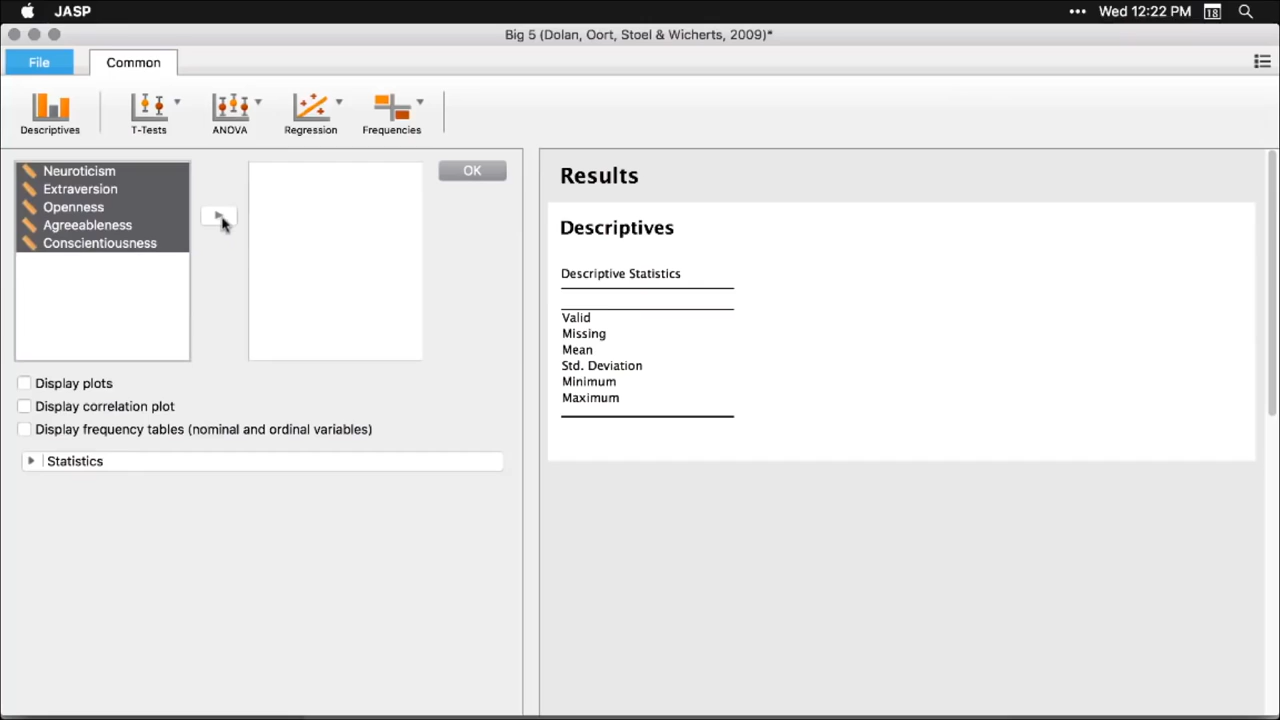 JASP
Wed 12:22 PM
18
Big 5 (Dolan, Oort, Stoel & Wicherts, 2009)*
File
Common
Descriptives
T-Tests
ANOVA
Regression
Frequencies
Neuroticism
Extraversion
Openness
Agreeableness
Conscientiousness
OK
Display plots
Display correlation plot
Display frequency tables (nominal and ordinal variables)
Statistics
Results
Descriptives
Descriptive Statistics
Valid
Missing
Mean
Std. Deviation
Minimum
Maximum